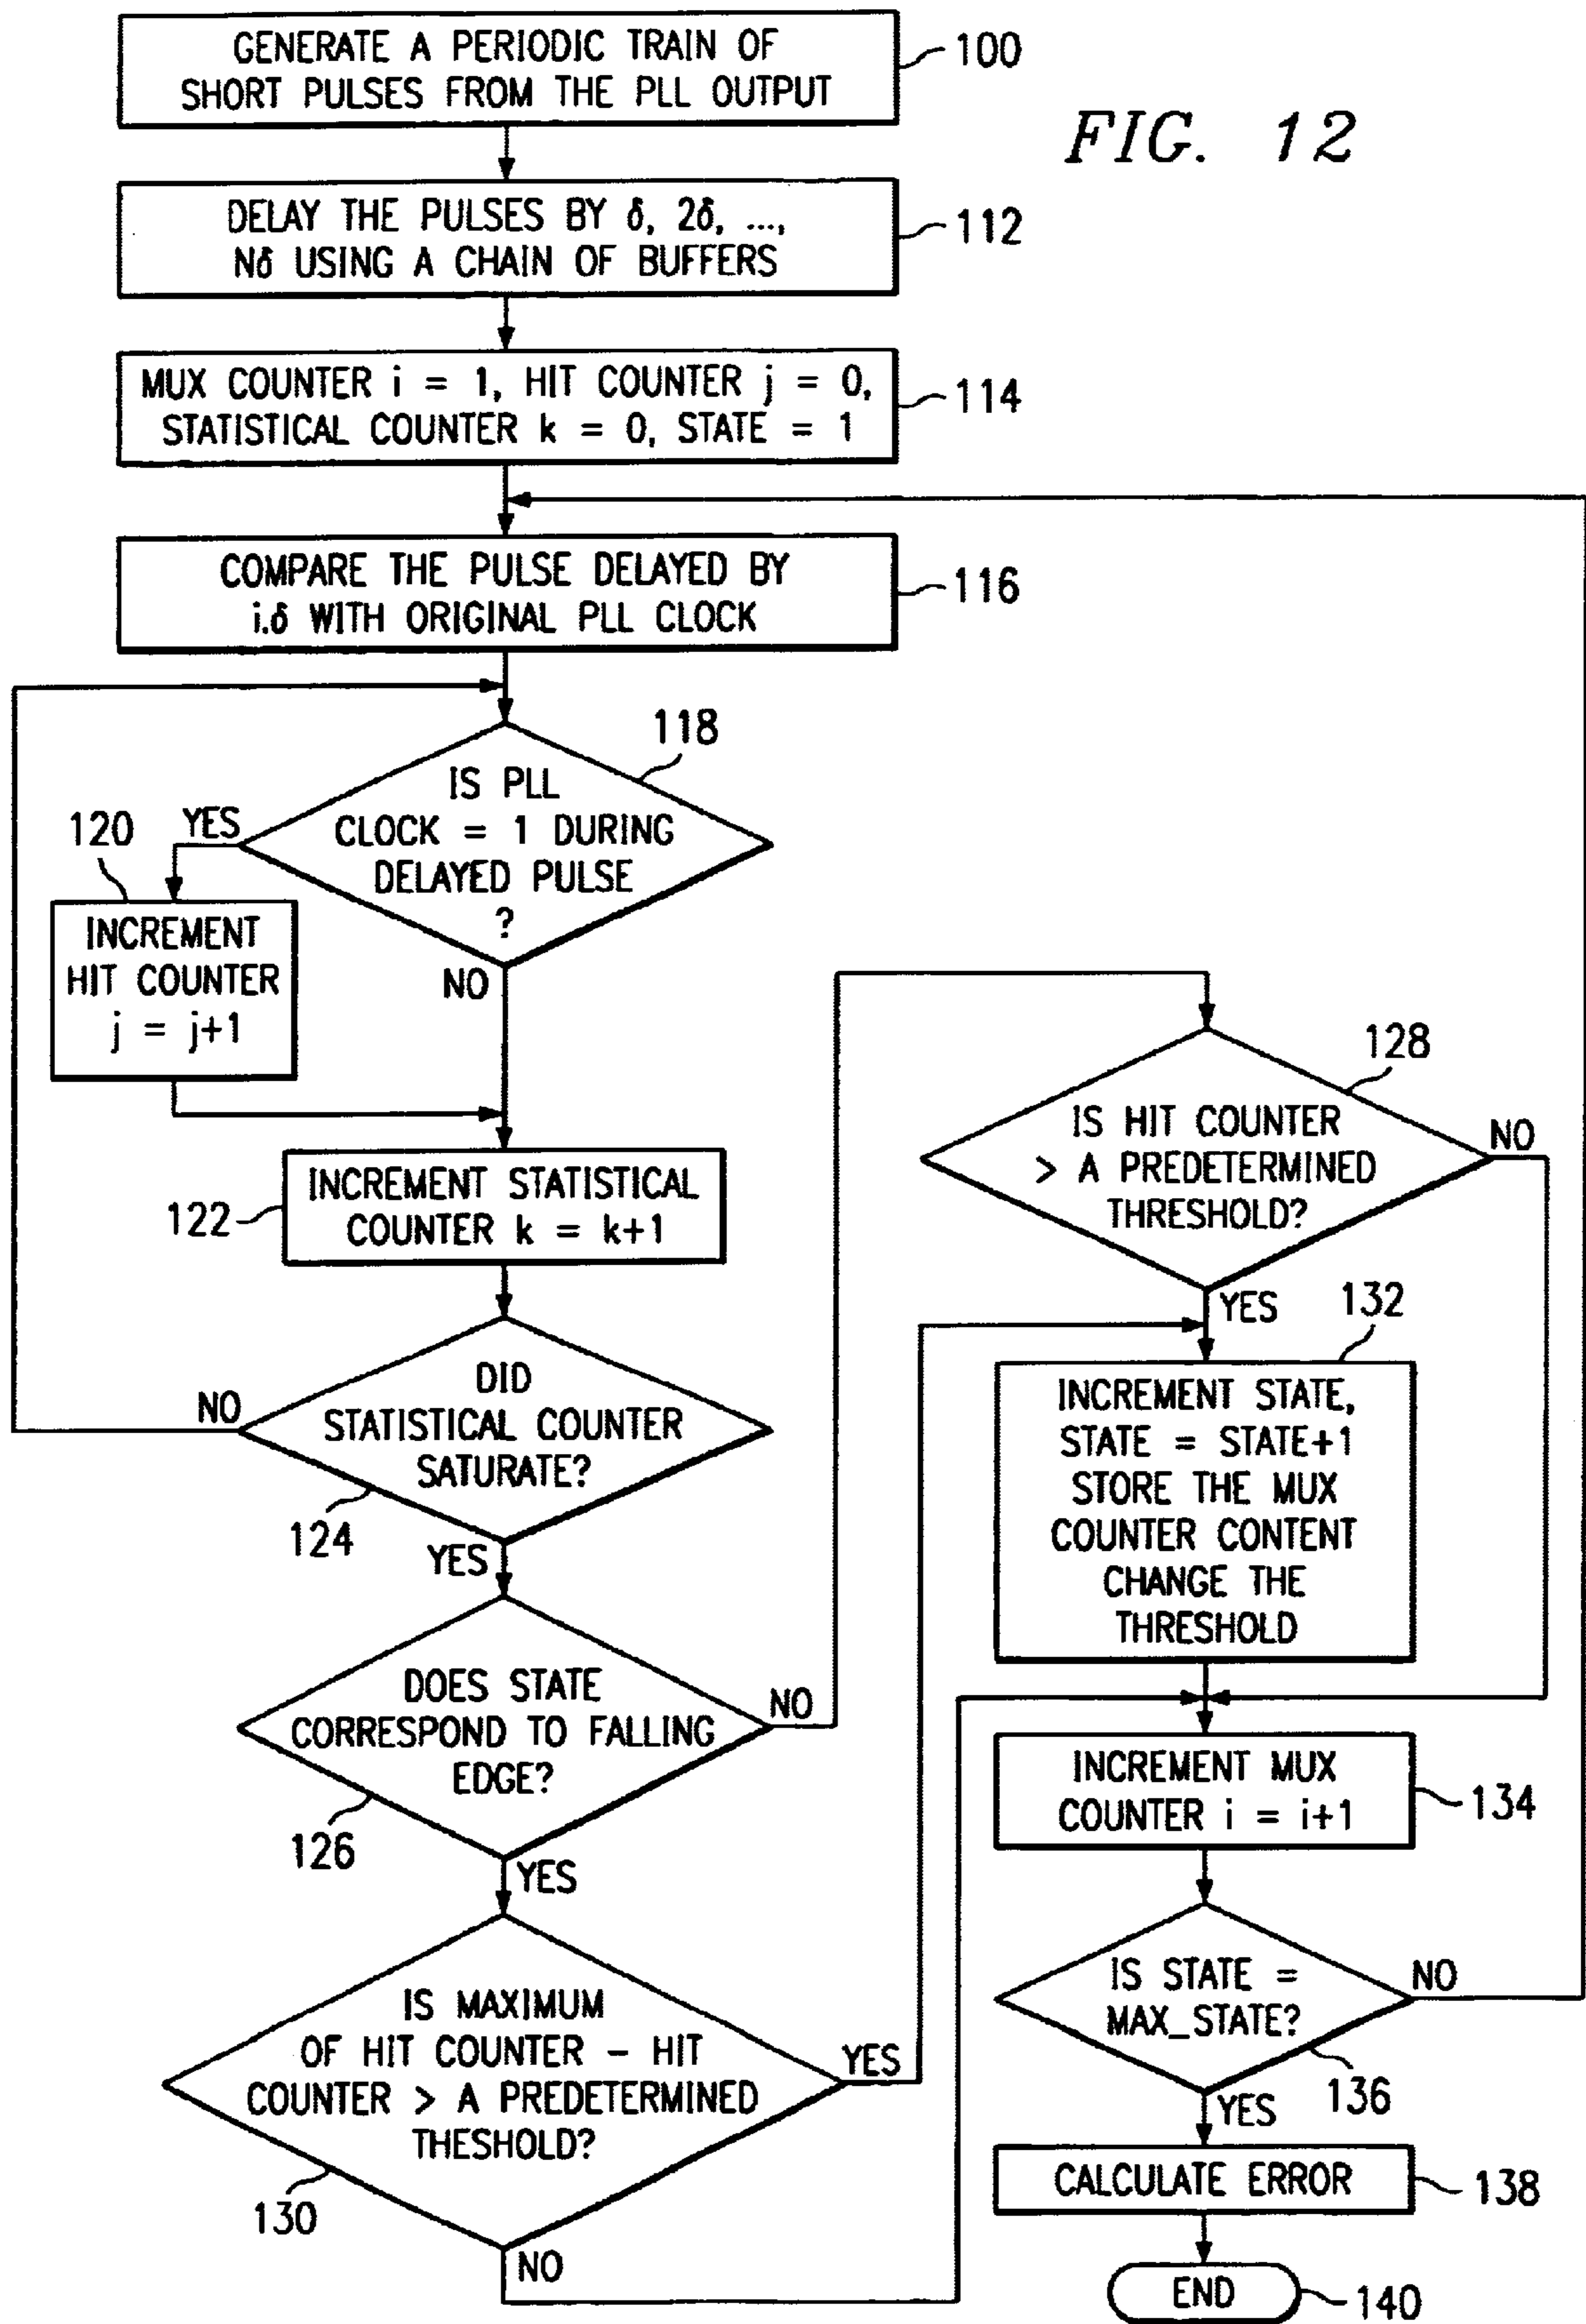 GENERATE A PERIODIC TRAIN OF
SHORT PULSES FROM THE PLL OUTPUT
100
FIG. 12
DELAY THE PULSES BY δ, 2δ, ...,
Nδ USING A CHAIN OF BUFFERS
112
MUX COUNTER i = 1, HIT COUNTER j = 0,
STATISTICAL COUNTER k = 0, STATE = 1
114
COMPARE THE PULSE DELAYED BY
i.δ WITH ORIGINAL PLL CLOCK
116
118
IS PLL
CLOCK = 1 DURING
DELAYED PULSE
?
YES
NO
120
INCREMENT
HIT COUNTER
j = j+1
INCREMENT STATISTICAL
COUNTER k = k+1
122
DID
STATISTICAL COUNTER
SATURATE?
NO
124
YES
DOES STATE
CORRESPOND TO FALLING
EDGE?
NO
126
YES
IS MAXIMUM
OF HIT COUNTER – HIT
COUNTER > A PREDETERMINED
THESHOLD?
YES
130
NO
128
IS HIT COUNTER
> A PREDETERMINED
THRESHOLD?
NO
YES
132
INCREMENT STATE,
STATE = STATE+1
STORE THE MUX
COUNTER CONTENT
CHANGE THE
THRESHOLD
INCREMENT MUX
COUNTER i = i+1
134
IS STATE =
MAX_STATE?
NO
136
YES
CALCULATE ERROR
138
END
140